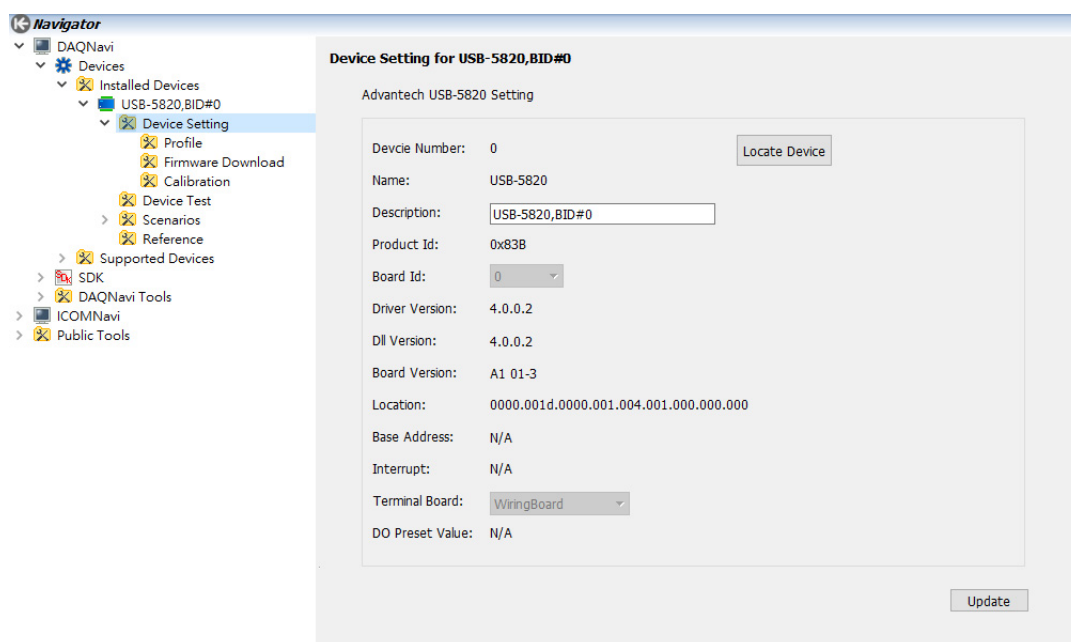 Navigator
DAQNavi
Devices
Installed Devices
USB-5820,BID#0
Device Setting
Profile
Firmware Download
Calibration
Device Test
Scenarios
Reference
Supported Devices
SDK
DAQNavi Tools
ICOMNavi
Public Tools
Device Setting for USB-5820,BID#0
Advantech USB-5820 Setting
Devcie Number: 0 Locate Device
Name: USB-5820
Description: USB-5820,BID#0
Product Id: 0x83B
Board Id: 0
Driver Version: 4.0.0.2
Dll Version: 4.0.0.2
Board Version: A1 01-3
Location: 0000.001d.0000.001.004.001.000.000.000
Base Address: N/A
Interrupt: N/A
Terminal Board: WiringBoard
DO Preset Value: N/A
Update